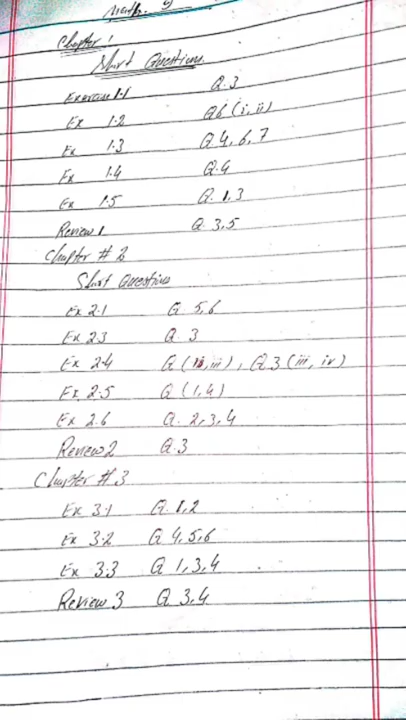 Math. 9
Chapter 1
Short Questions
Exercise 1.1 Q.3
Ex 1.2 Q6 (i, ii)
Ex 1.3 Q.4, 6, 7
Ex 1.4 Q.4
Ex 1.5 Q. 1, 3
Review 1 Q. 3,5
Chapter # 2
Short Questions
Ex 2.1 Q. 5,6
Ex 2.3 Q 3
Ex 2.4 Q (ii, iii), Q3 (iii, iv)
Ex 2.5 Q (1,4)
Ex 2.6 Q. 2,3,4
Review 2 Q.3
Chapter # 3
Ex 3.1 Q. 1,2
Ex 3.2 Q 4,5,6
Ex 3.3 Q 1,3,4
Review 3 Q 3,4